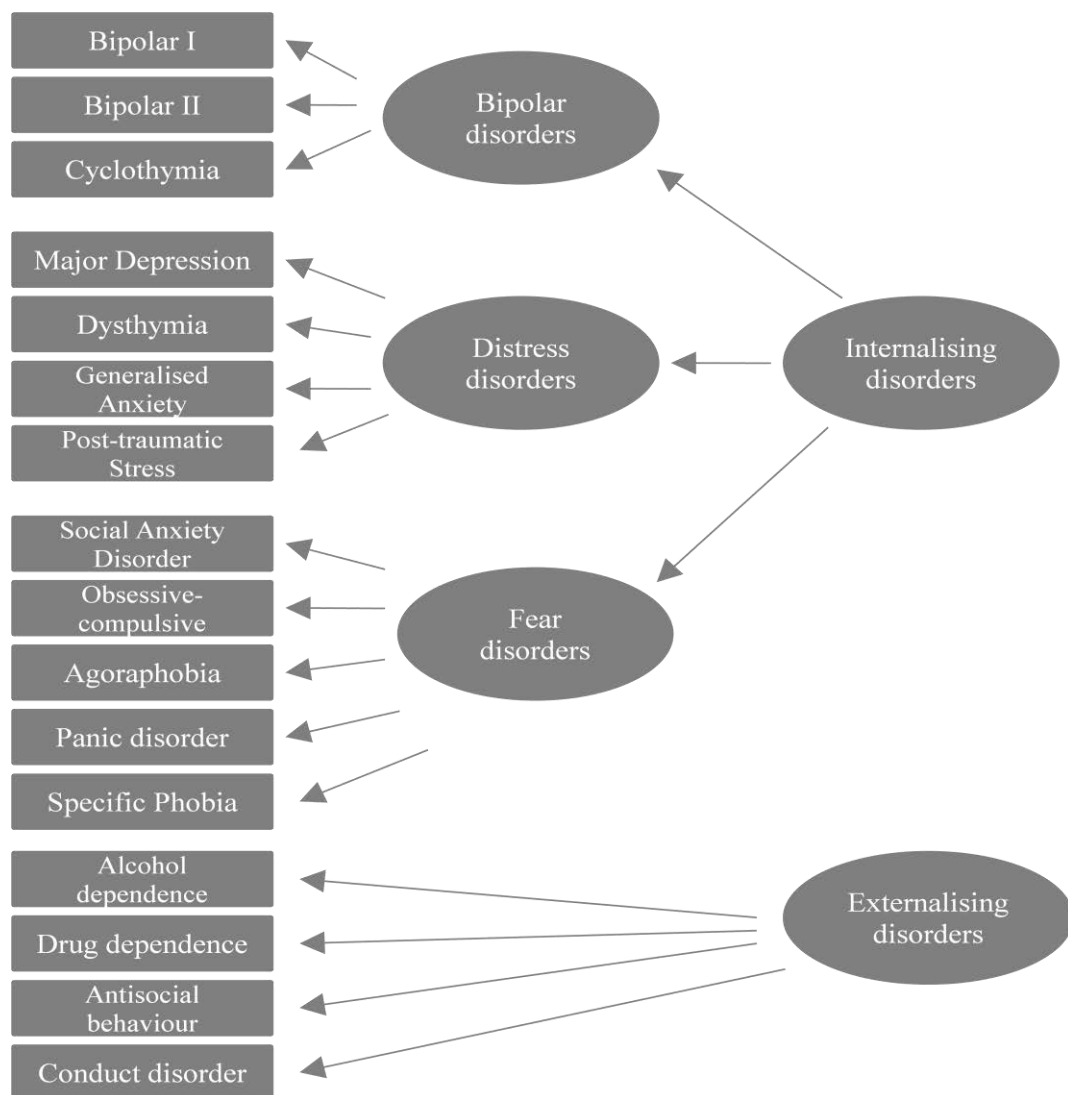 Bipolar I
Bipolar II
Cyclothymia
Bipolar
disorders
Major Depression
Dysthymia
Generalised
Anxiety
Post-traumatic
Stress
Distress
disorders
Internalising
disorders
Social Anxiety
Disorder
Obsessive-
compulsive
Agoraphobia
Panic disorder
Specific Phobia
Fear
disorders
Alcohol
dependence
Drug dependence
Antisocial
behaviour
Conduct disorder
Externalising
disorders